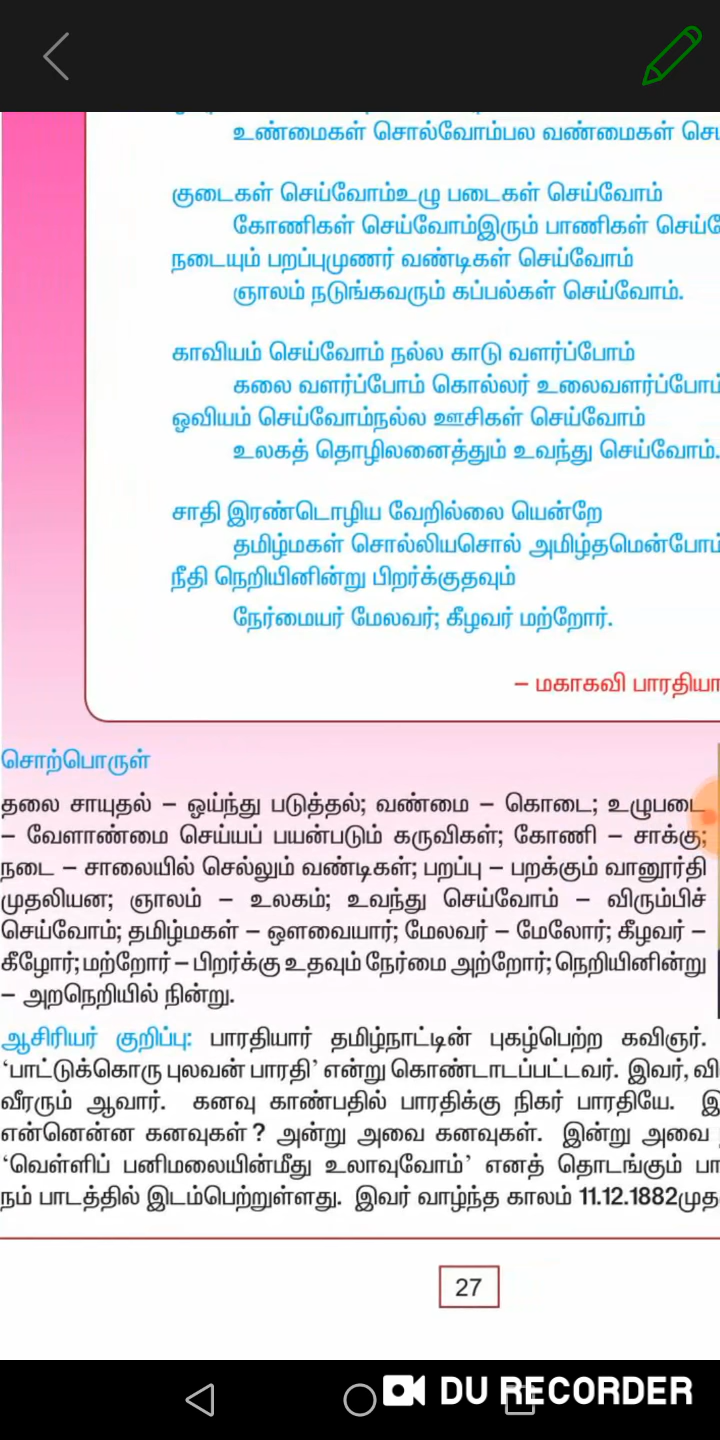 உண்மைகள் சொல்வோம்பல வண்மைகள்
குடைகள் செய்வோம்உழு படைகள் செய்வோம்
கோணிகள் செய்வோம்இரும் பாணிகள்
நடையும் பறப்புமுணர் வண்டிகள் செய்வோம்
ஞாலம் நடுங்கவரும் கப்பல்கள் செய்வோம்.
காவியம் செய்வோம் நல்ல காடு வளர்ப்போம்
கலை வளர்ப்போம் கொல்லர் உலைவளர்ப்போம்
ஓவியம் செய்வோம்நல்ல ஊசிகள் செய்வோம்
உலகத் தொழிலனைத்தும் உவந்து செய்வோம்.
சாதி இரண்டொழிய வேறில்லை யென்றே
தமிழ்மகள் சொல்லியசொல் அமிழ்தமென்போம்
நீதி நெறியினின்று பிறர்க்குதவும்
நேர்மையர் மேலவர்; கீழவர் மற்றோர்.
– மகாகவி பாரதியா
சொற்பொருள்
தலை சாயுதல் – ஓய்ந்து படுத்தல்; வண்மை – கொடை; உழுபடை
– வேளாண்மை செய்யப் பயன்படும் கருவிகள்; கோணி – சாக்கு;
நடை – சாலையில் செல்லும் வண்டிகள்; பறப்பு – பறக்கும் வானூர்தி
முதலியன; ஞாலம் – உலகம்; உவந்து செய்வோம் – விரும்பிச்
செய்வோம்; தமிழ்மகள் – ஔவையார்; மேலவர் – மேலோர்; கீழவர் –
கீழோர்; மற்றோர் – பிறர்க்கு உதவும் நேர்மை அற்றோர்; நெறியினின்று
– அறநெறியில் நின்று.
ஆசிரியர் குறிப்பு: பாரதியார் தமிழ்நாட்டின் புகழ்பெற்ற கவிஞர்.
‘பாட்டுக்கொரு புலவன் பாரதி’ என்று கொண்டாடப்பட்டவர். இவர், வி
வீரரும் ஆவார். கனவு காண்பதில் பாரதிக்கு நிகர் பாரதியே. இ
என்னென்ன கனவுகள் ? அன்று அவை கனவுகள். இன்று அவை
‘வெள்ளிப் பனிமலையின்மீது உலாவுவோம்’ எனத் தொடங்கும் பா
நம் பாடத்தில் இடம்பெற்றுள்ளது. இவர் வாழ்ந்த காலம் 11.12.1882முத
27
DU RECORDER